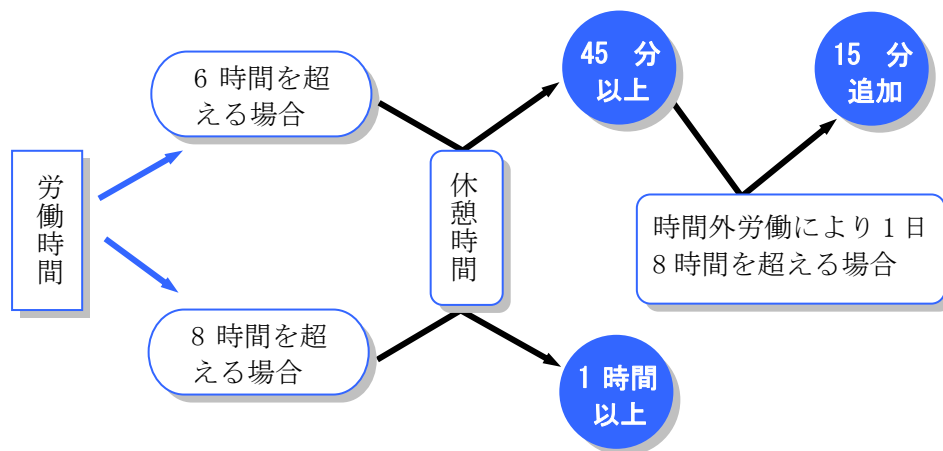 労働時間
6 時間を超
える場合
8 時間を超
える場合
休憩時間
45 分
以上
1 時間
以上
時間外労働により 1 日
8 時間を超える場合
15 分
追加